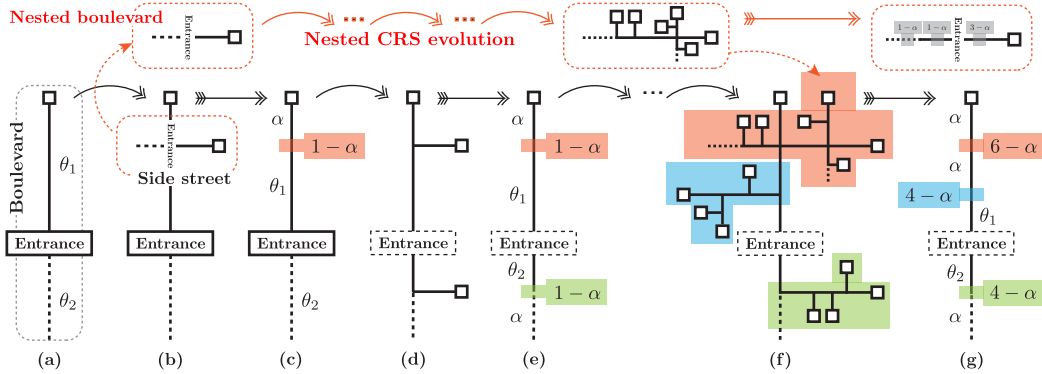 Nested boulevard
Entrance
Nested CRS evolution
1 − α
1 − α
Entrance
3 − α
Boulevard
θ₁
Entrance
θ₂
Entrance
Side street
Entrance
α
1 − α
θ₁
Entrance
Entrance
α
1 − α
θ₁
Entrance
θ₂
1 − α
α
Entrance
α
6 − α
α
4 − α
θ₁
Entrance
θ₂
4 − α
α
(a)
(b)
(c)
(d)
(e)
(f)
(g)